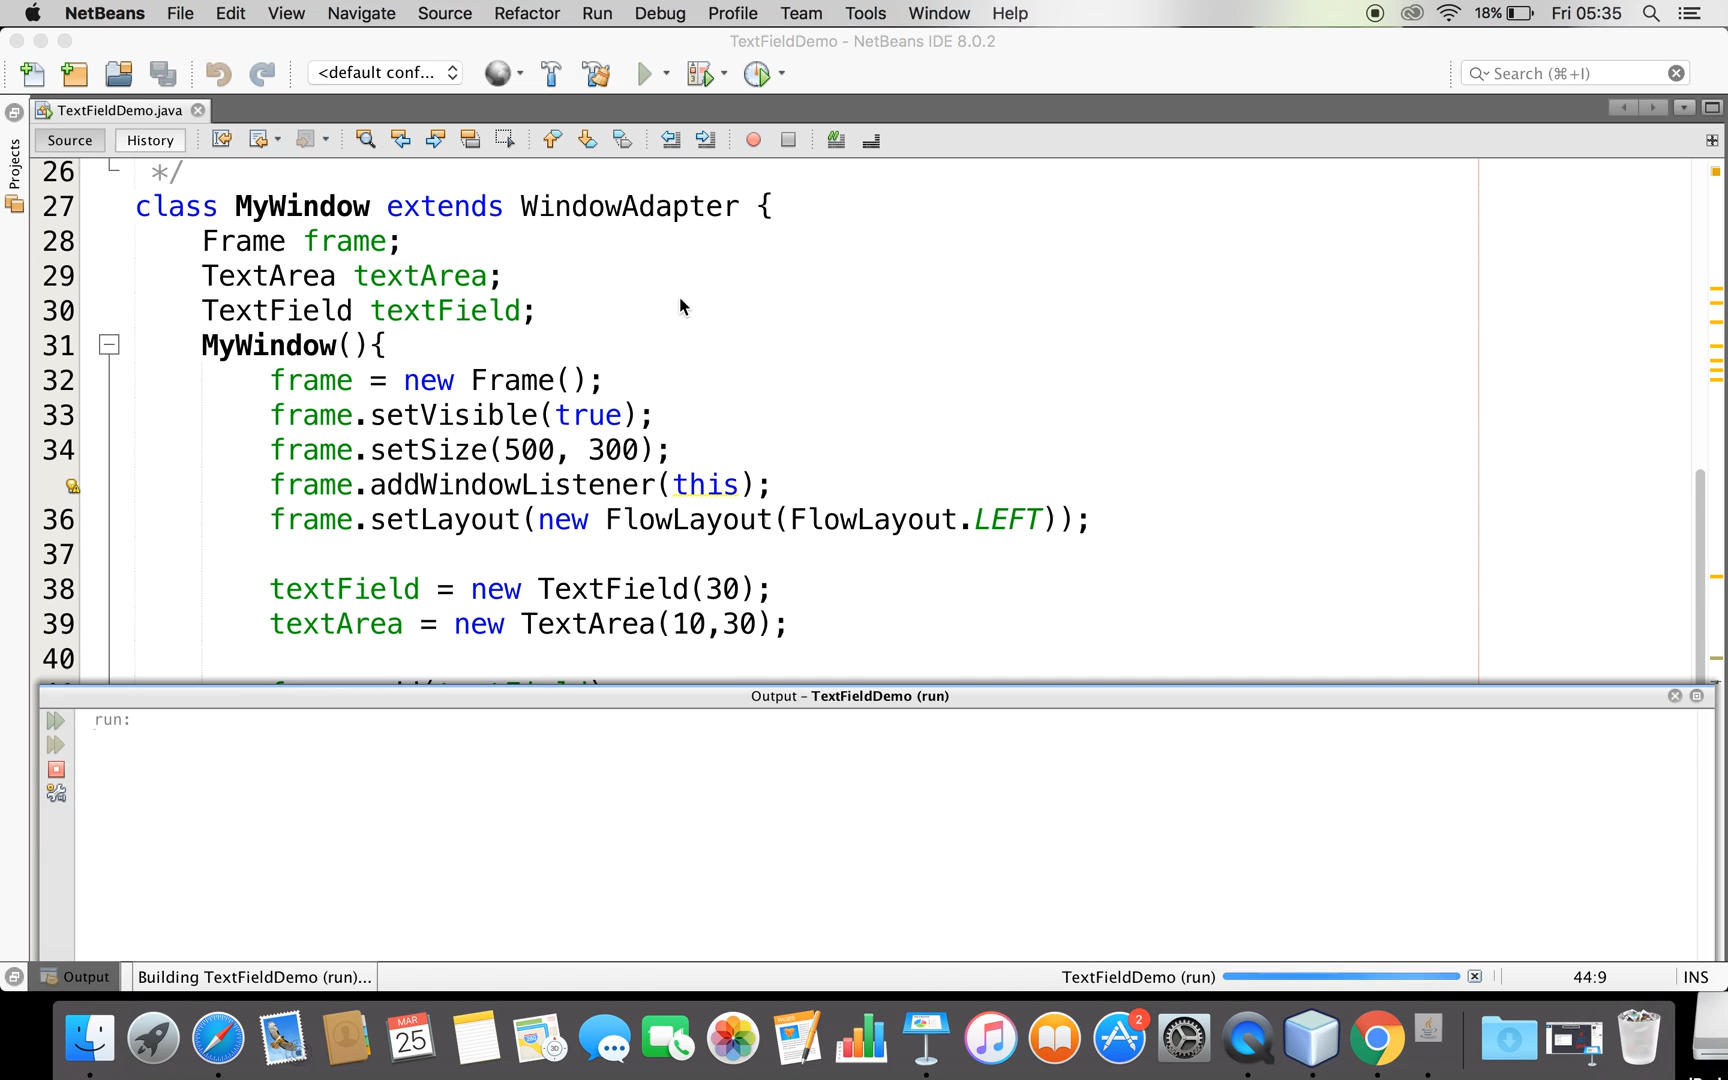 NetBeans File Edit View Navigate Source Refactor Run Debug Profile Team Tools Window Help 18% Fri 05:35
TextFieldDemo - NetBeans IDE 8.0.2
<default conf... Search (⌘+I)
TextFieldDemo.java
Source History
Projects
26 */
27 class MyWindow extends WindowAdapter {
28 Frame frame;
29 TextArea textArea;
30 TextField textField;
31 MyWindow(){
32 frame = new Frame();
33 frame.setVisible(true);
34 frame.setSize(500, 300);
frame.addWindowListener(this);
36 frame.setLayout(new FlowLayout(FlowLayout.LEFT));
37
38 textField = new TextField(30);
39 textArea = new TextArea(10,30);
40
Output - TextFieldDemo (run)
run:
Output Building TextFieldDemo (run)... TextFieldDemo (run) 44:9 INS
MAR
25
2